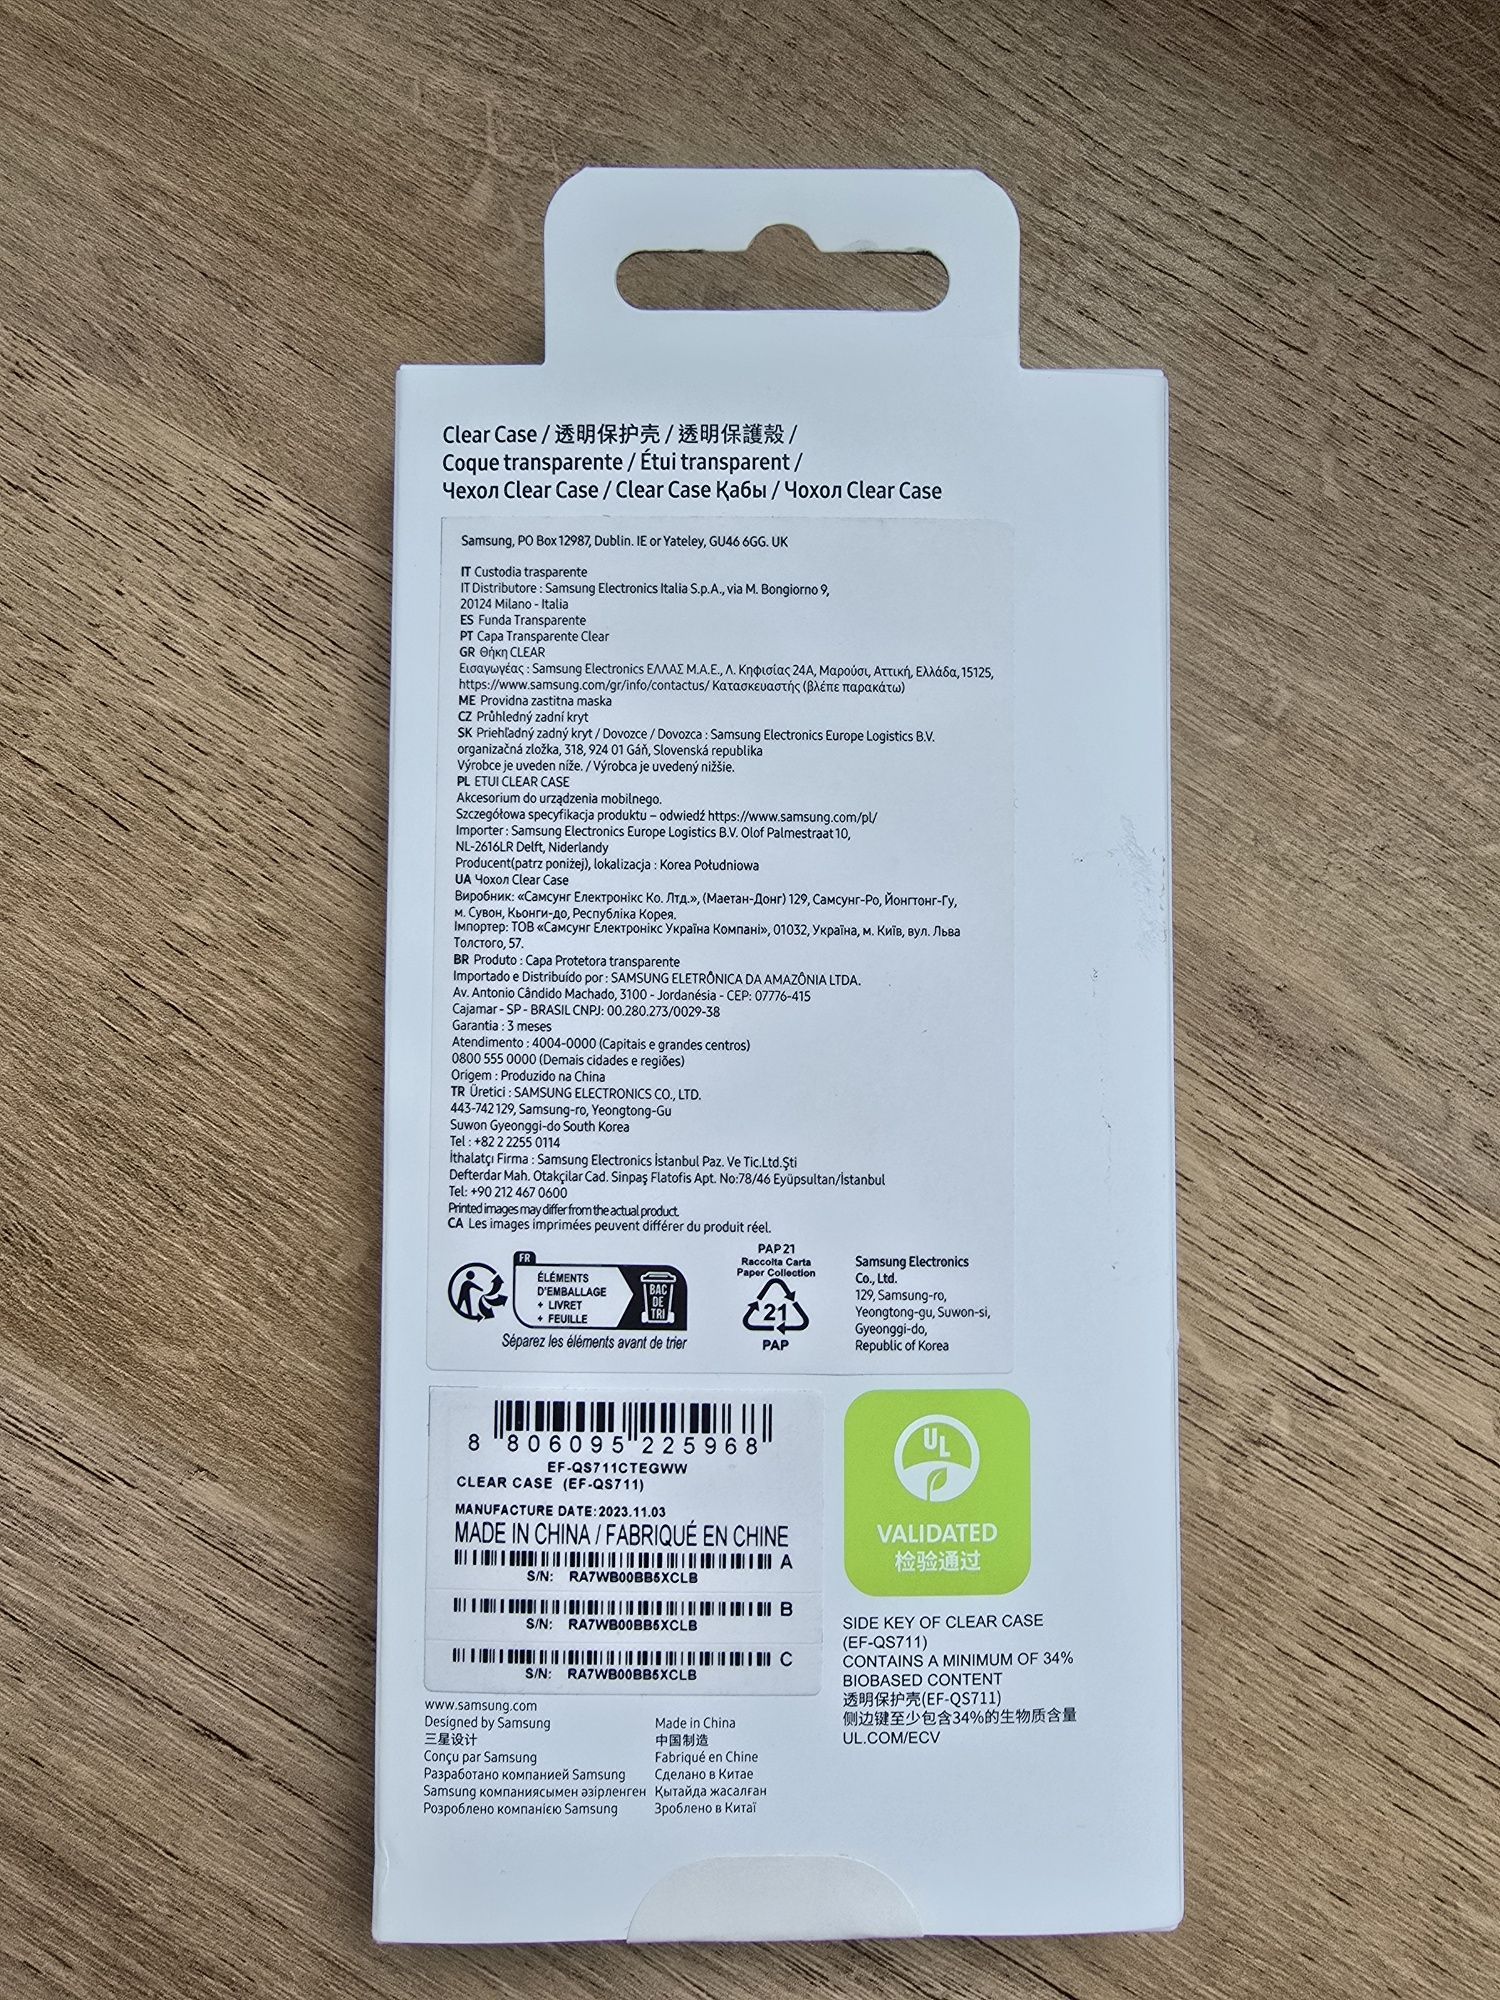 Clear Case / 透明保护壳 / 透明保護殼 /
Coque transparente / Étui transparent /
Чехол Clear Case / Clear Case Қабы / Чохол Clear Case
Samsung, PO Box 12987, Dublin. IE or Yateley, GU46 6GG. UK
IT Custodia trasparente
IT Distributore : Samsung Electronics Italia S.p.A., via M. Bongiorno 9,
20124 Milano - Italia
ES Funda Transparente
PT Capa Transparente Clear
GR Θήκη CLEAR
Εισαγωγέας : Samsung Electronics ΕΛΛΑΣ Μ.Α.Ε., Λ. Κηφισίας 24Α, Μαρούσι, Αττική, Ελλάδα, 15125,
https://www.samsung.com/gr/info/contactus/ Κατασκευαστής (βλέπε παρακάτω)
ME Providna zastitna maska
CZ Průhledný zadní kryt
SK Priehľadný zadný kryt / Dovozce / Dovozca : Samsung Electronics Europe Logistics B.V.
organizačná zložka, 318, 924 01 Gáň, Slovenská republika
Výrobce je uveden níže. / Výrobca je uvedený nižšie.
PL ETUI CLEAR CASE
Akcesorium do urządzenia mobilnego.
Szczegółowa specyfikacja produktu – odwiedź https://www.samsung.com/pl/
Importer : Samsung Electronics Europe Logistics B.V. Olof Palmestraat 10,
NL-2616LR Delft, Niderlandy
Producent(patrz poniżej), lokalizacja : Korea Południowa
UA Чохол Clear Case
Виробник: «Самсунг Електронікс Ко. Лтд.», (Маетан-Донг) 129, Самсунг-Ро, Йонгтонг-Гу,
м. Сувон, Кьонги-до, Республіка Корея.
Імпортер: ТОВ «Самсунг Електронікс Україна Компані», 01032, Україна, м. Київ, вул. Льва
Толстого, 57.
BR Produto : Capa Protetora transparente
Importado e Distribuído por : SAMSUNG ELETRÔNICA DA AMAZÔNIA LTDA.
Av. Antonio Cândido Machado, 3100 - Jordanésia - CEP: 07776-415
Cajamar - SP - BRASIL CNPJ: 00.280.273/0029-38
Garantia : 3 meses
Atendimento : 4004-0000 (Capitais e grandes centros)
0800 555 0000 (Demais cidades e regiões)
Origem : Produzido na China
TR Üretici : SAMSUNG ELECTRONICS CO., LTD.
443-742 129, Samsung-ro, Yeongtong-Gu
Suwon Gyeonggi-do South Korea
Tel : +82 2 2255 0114
İthalatçı Firma : Samsung Electronics İstanbul Paz. Ve Tic.Ltd.Şti
Defterdar Mah. Otakçilar Cad. Sinpaş Flatofis Apt. No:78/46 Eyüpsultan/İstanbul
Tel: +90 212 467 0600
Printed images may differ from the actual product.
CA Les images imprimées peuvent différer du produit réel.
FR
ÉLÉMENTS
D'EMBALLAGE
+ LIVRET
+ FEUILLE
BAC
DE
TRI
Séparez les éléments avant de trier
PAP 21
Raccolta Carta
Paper Collection
21
PAP
Samsung Electronics
Co., Ltd.
129, Samsung-ro,
Yeongtong-gu, Suwon-si,
Gyeonggi-do,
Republic of Korea
8 806095 225968
EF-QS711CTEGWW
CLEAR CASE (EF-QS711)
MANUFACTURE DATE:2023.11.03
MADE IN CHINA / FABRIQUÉ EN CHINE
A
S/N: RA7WB00BB5XCLB
B
S/N: RA7WB00BB5XCLB
C
S/N: RA7WB00BB5XCLB
UL
VALIDATED
检验通过
SIDE KEY OF CLEAR CASE
(EF-QS711)
CONTAINS A MINIMUM OF 34%
BIOBASED CONTENT
透明保护壳(EF-QS711)
侧边键至少包含34%的生物质含量
UL.COM/ECV
www.samsung.com
Designed by Samsung
三星设计
Conçu par Samsung
Разработано компанией Samsung
Samsung компаниясымен әзірленген
Розроблено компанією Samsung
Made in China
中国制造
Fabriqué en Chine
Сделано в Китае
Қытайда жасалған
Зроблено в Китаї